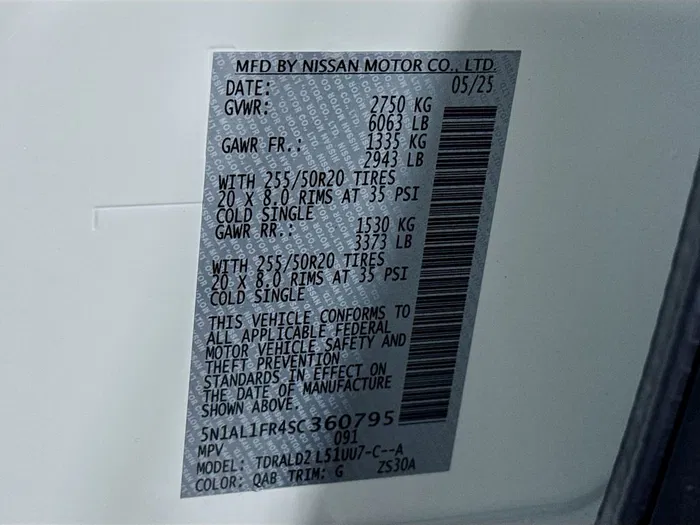 MFD BY NISSAN MOTOR CO., LTD.
DATE: 05/25
GVWR: 2750 KG
6063 LB
GAWR FR.: 1335 KG
2943 LB
WITH 255/50R20 TIRES
20 X 8.0 RIMS AT 35 PSI
COLD SINGLE
GAWR RR.: 1530 KG
3373 LB
WITH 255/50R20 TIRES
20 X 8.0 RIMS AT 35 PSI
COLD SINGLE
THIS VEHICLE CONFORMS TO
ALL APPLICABLE FEDERAL
MOTOR VEHICLE SAFETY AND
THEFT PREVENTION
STANDARDS IN EFFECT ON
THE DATE OF MANUFACTURE
SHOWN ABOVE.
5N1AL1FR4SC360795
MPV 091
MODEL: TDRALD2 L51UU7-C--A
COLOR: QAB TRIM: G ZS30A